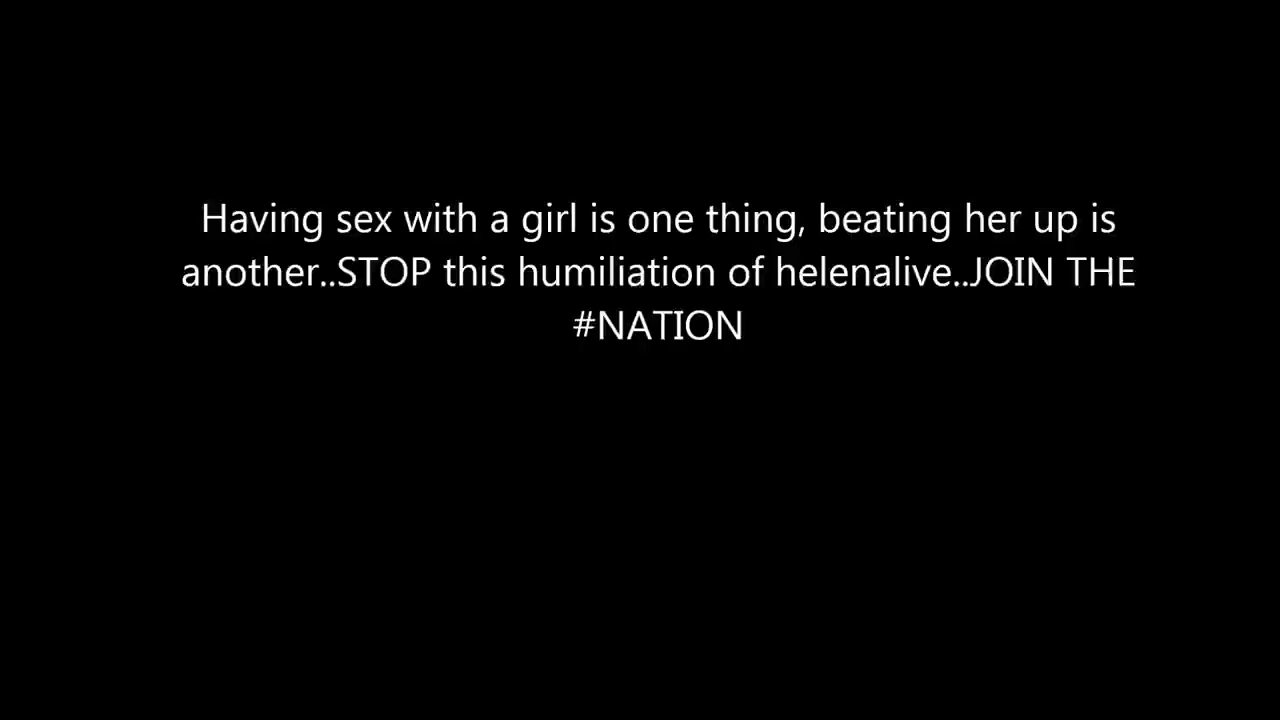 Having sex with a girl is one thing, beating her up is
another..STOP this humiliation of helenalive..JOIN THE
#NATION